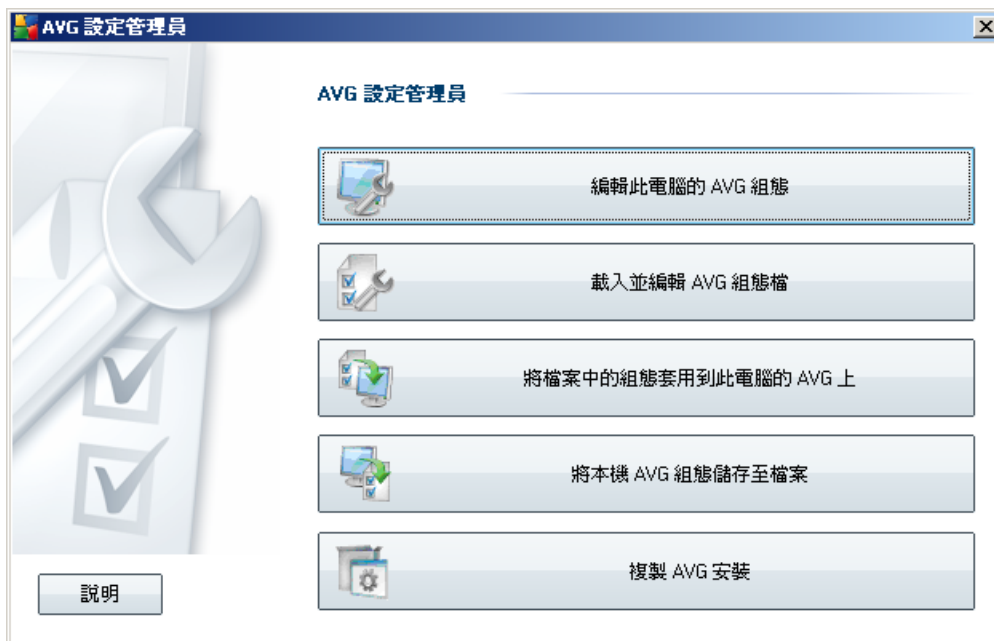 AVG 設定管理員
AVG 設定管理員
編輯此電腦的 AVG 組態
載入並編輯 AVG 組態檔
將檔案中的組態套用到此電腦的 AVG 上
將本機 AVG 組態儲存至檔案
複製 AVG 安裝
說明